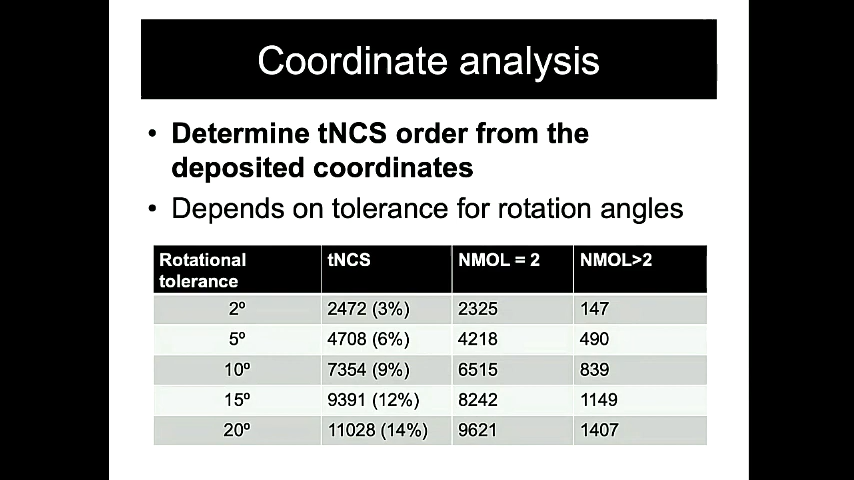 Coordinate analysis
• Determine tNCS order from the
deposited coordinates
• Depends on tolerance for rotation angles
Rotational tolerance tNCS NMOL = 2 NMOL>2
2º 2472 (3%) 2325 147
5º 4708 (6%) 4218 490
10º 7354 (9%) 6515 839
15º 9391 (12%) 8242 1149
20º 11028 (14%) 9621 1407